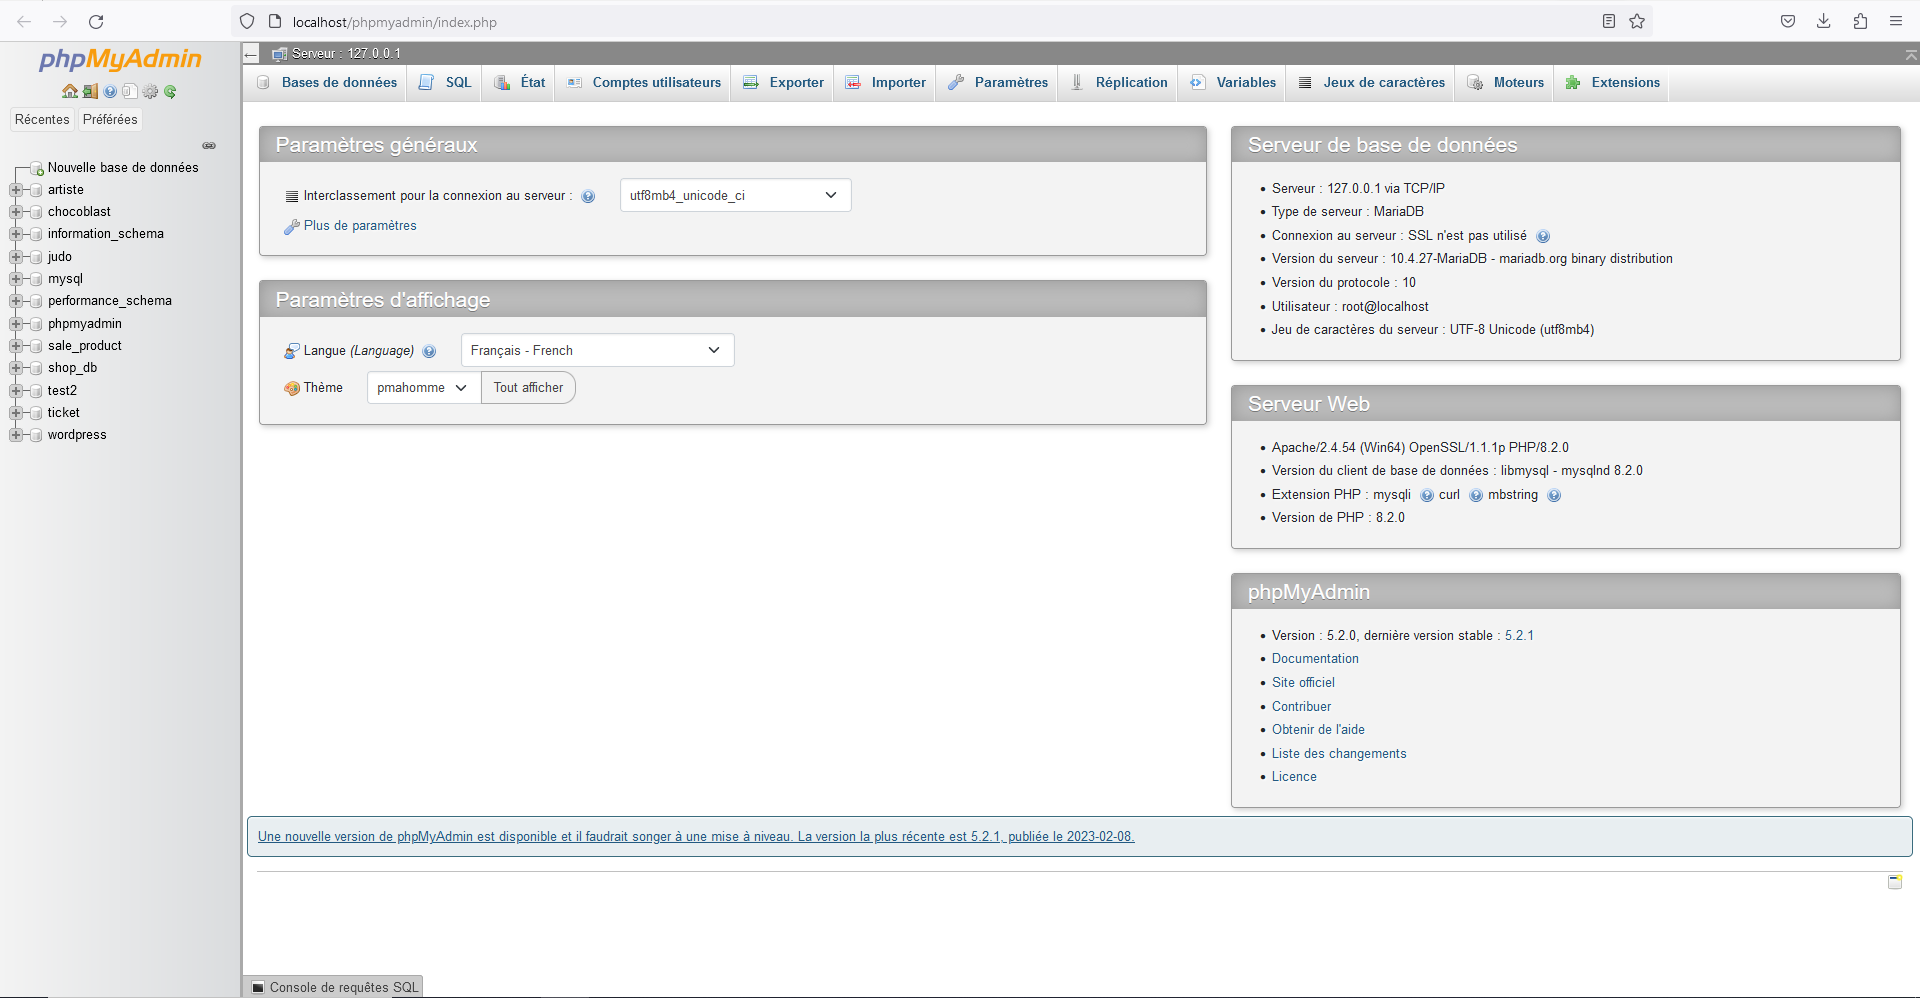 localhost/phpmyadmin/index.php
phpMyAdmin
Récentes
Préférées
Nouvelle base de données
artiste
chocoblast
information_schema
judo
mysql
performance_schema
phpmyadmin
sale_product
shop_db
test2
ticket
wordpress
Serveur : 127.0.0.1
Bases de données
SQL
État
Comptes utilisateurs
Exporter
Importer
Paramètres
Réplication
Variables
Jeux de caractères
Moteurs
Extensions
Paramètres généraux
Interclassement pour la connexion au serveur :
utf8mb4_unicode_ci
Plus de paramètres
Paramètres d'affichage
Langue (Language)
Français - French
Thème
pmahomme
Tout afficher
Serveur de base de données
Serveur : 127.0.0.1 via TCP/IP
Type de serveur : MariaDB
Connexion au serveur : SSL n'est pas utilisé
Version du serveur : 10.4.27-MariaDB - mariadb.org binary distribution
Version du protocole : 10
Utilisateur : root@localhost
Jeu de caractères du serveur : UTF-8 Unicode (utf8mb4)
Serveur Web
Apache/2.4.54 (Win64) OpenSSL/1.1.1p PHP/8.2.0
Version du client de base de données : libmysql - mysqlnd 8.2.0
Extension PHP : mysqli curl mbstring
Version de PHP : 8.2.0
phpMyAdmin
Version : 5.2.0, dernière version stable : 5.2.1
Documentation
Site officiel
Contribuer
Obtenir de l'aide
Liste des changements
Licence
Une nouvelle version de phpMyAdmin est disponible et il faudrait songer à une mise à niveau. La version la plus récente est 5.2.1, publiée le 2023-02-08.
Console de requêtes SQL